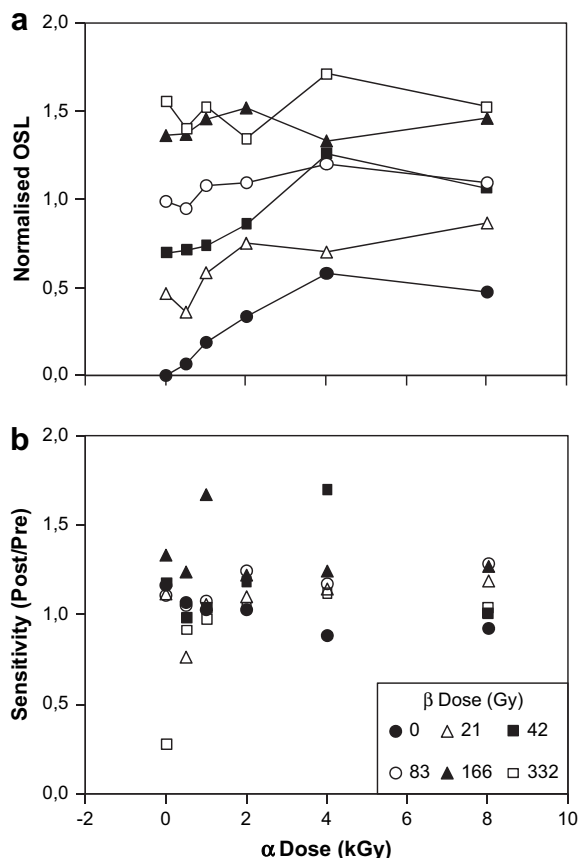 a
2,0
1,5
1,0
0,5
0,0
Normalised OSL
b
2,0
1,5
1,0
0,5
0,0
Sensitivity (Post/Pre)
β Dose (Gy)
0 21 42
83 166 332
-2 0 2 4 6 8 10
α Dose (kGy)